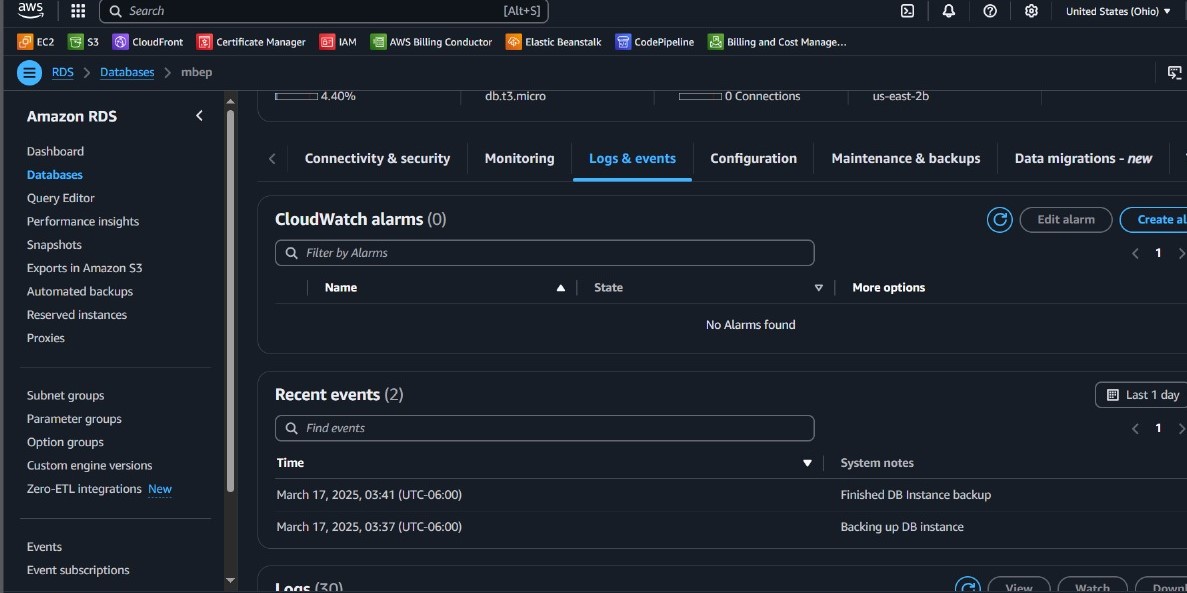 aws Search [Alt+S] United States (Ohio)
EC2 S3 CloudFront Certificate Manager IAM AWS Billing Conductor Elastic Beanstalk CodePipeline Billing and Cost Manage...
RDS > Databases > mbep
Amazon RDS
Dashboard
Databases
Query Editor
Performance insights
Snapshots
Exports in Amazon S3
Automated backups
Reserved instances
Proxies
Subnet groups
Parameter groups
Option groups
Custom engine versions
Zero-ETL integrations New
Events
Event subscriptions
4.40% db.t3.micro 0 Connections us-east-2b
Connectivity & security Monitoring Logs & events Configuration Maintenance & backups Data migrations - new
CloudWatch alarms (0) Edit alarm Create al
Filter by Alarms 1
Name State More options
No Alarms found
Recent events (2) Last 1 day
Find events 1
Time System notes
March 17, 2025, 03:41 (UTC-06:00) Finished DB Instance backup
March 17, 2025, 03:37 (UTC-06:00) Backing up DB instance
Logs (30) View Watch Downl